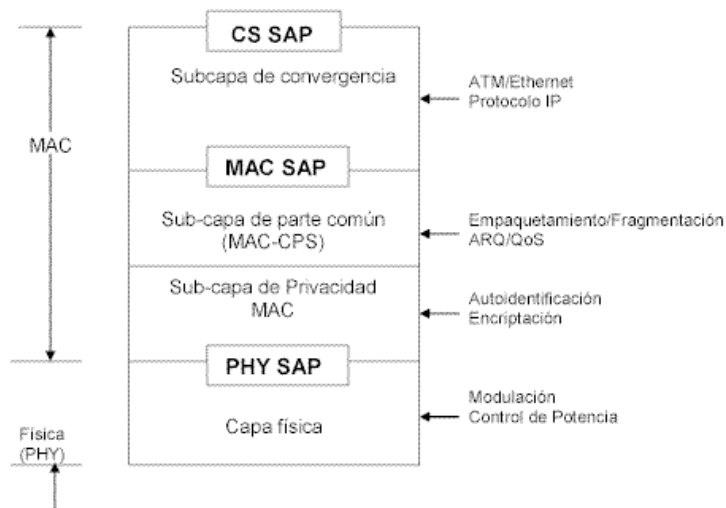 CS SAP
Subcapa de convergencia
ATM/Ethernet
Protocolo IP
MAC
MAC SAP
Sub-capa de parte común
(MAC-CPS)
Empaquetamiento/Fragmentación
ARQ/QoS
Sub-capa de Privacidad
MAC
Autoidentificación
Encriptación
PHY SAP
Capa física
Modulación
Control de Potencia
Física
(PHY)